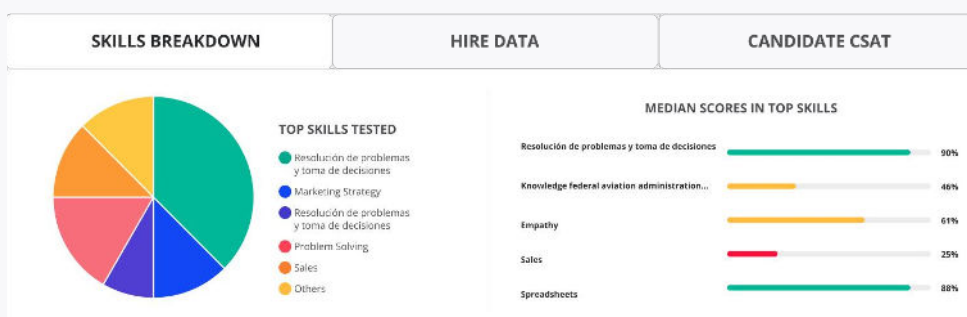 SKILLS BREAKDOWN
HIRE DATA
CANDIDATE CSAT
TOP SKILLS TESTED
Resolución de problemas
y toma de decisiones
Marketing Strategy
Resolución de problemas
y toma de decisiones
Problem Solving
Sales
Others
MEDIAN SCORES IN TOP SKILLS
Resolución de problemas y toma de decisiones 90%
Knowledge federal aviation administration... 46%
Empathy 61%
Sales 25%
Spreadsheets 88%